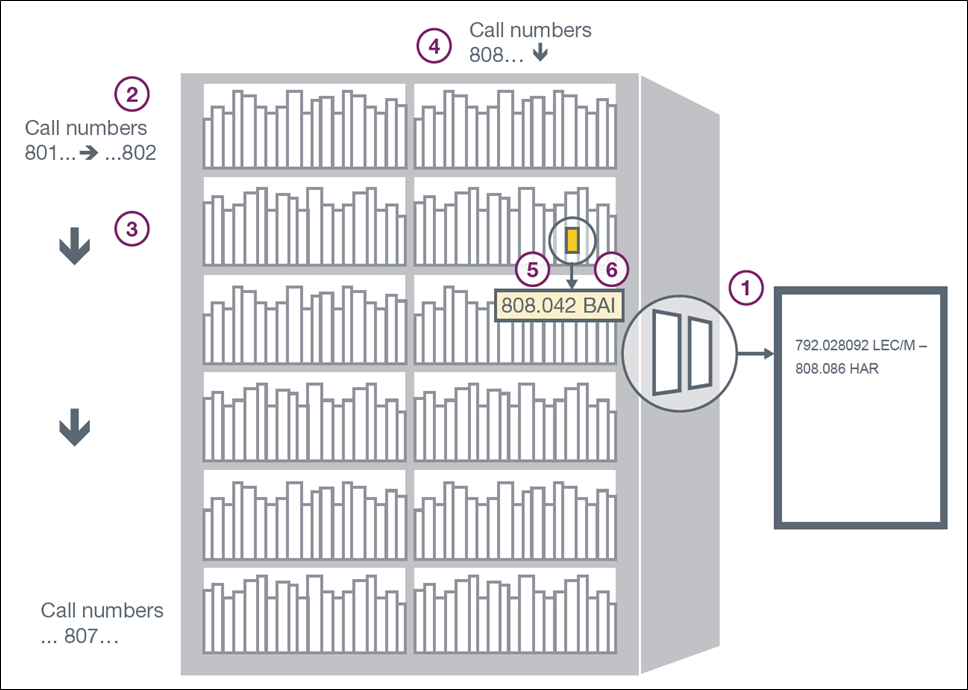 4
Call numbers
808... ↓
2
Call numbers
801... → ...802
3
5
6
808.042 BAI
1
792.028092 LEC/M –
808.086 HAR
Call numbers
... 807...